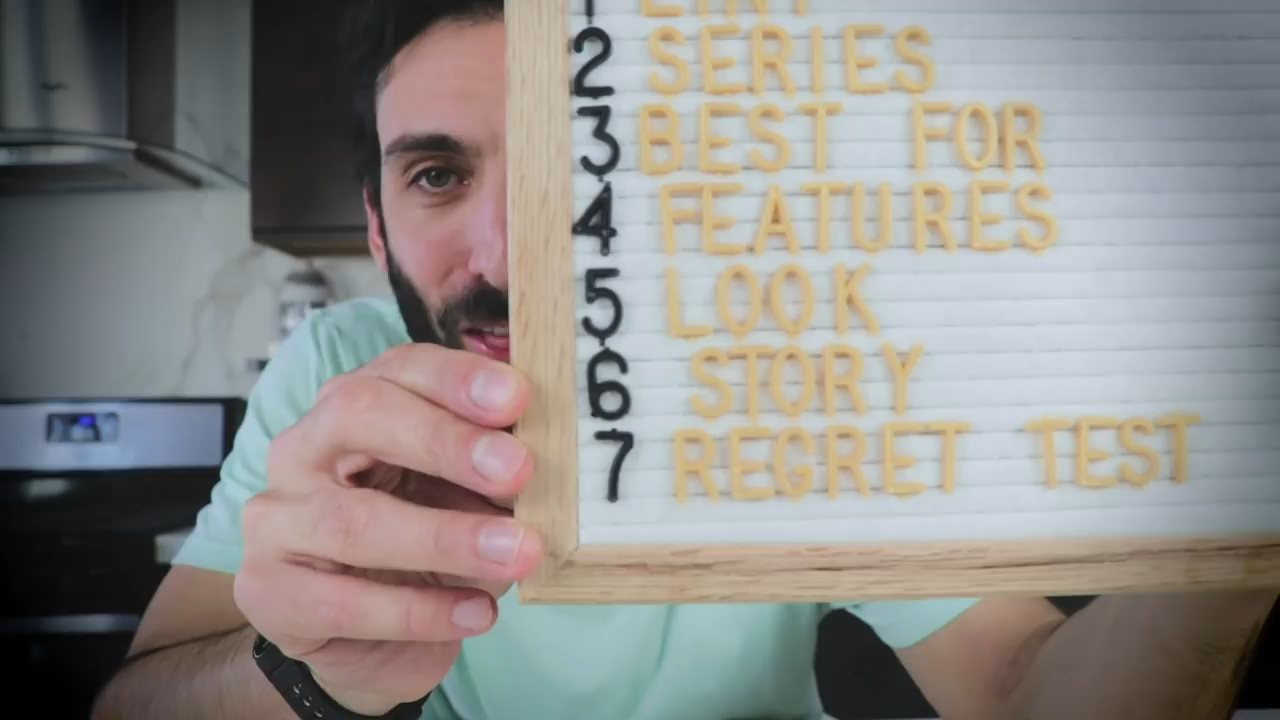 2 SERIES
3 BEST FOR
4 FEATURES
5 LOOK
6 STORY
7 REGRET TEST